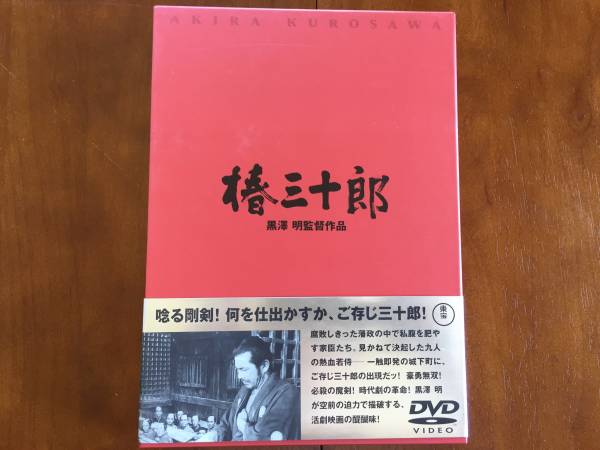 AKIRA KUROSAWA
椿三十郎
黒澤 明監督作品
唸る剛剣! 何を仕出かすか、ご存じ三十郎!
東宝
腐敗しきった藩政の中で私腹を肥や
す家臣たち。見かねて決起した九人
の熱血若侍──一触即発の城下町に、
ご存じ三十郎の出現だッ! 豪勇無双!
必殺の魔剣! 時代劇の革命! 黒澤 明
が空前の迫力で描破する、
活劇映画の醍醐味!
DVD
VIDEO